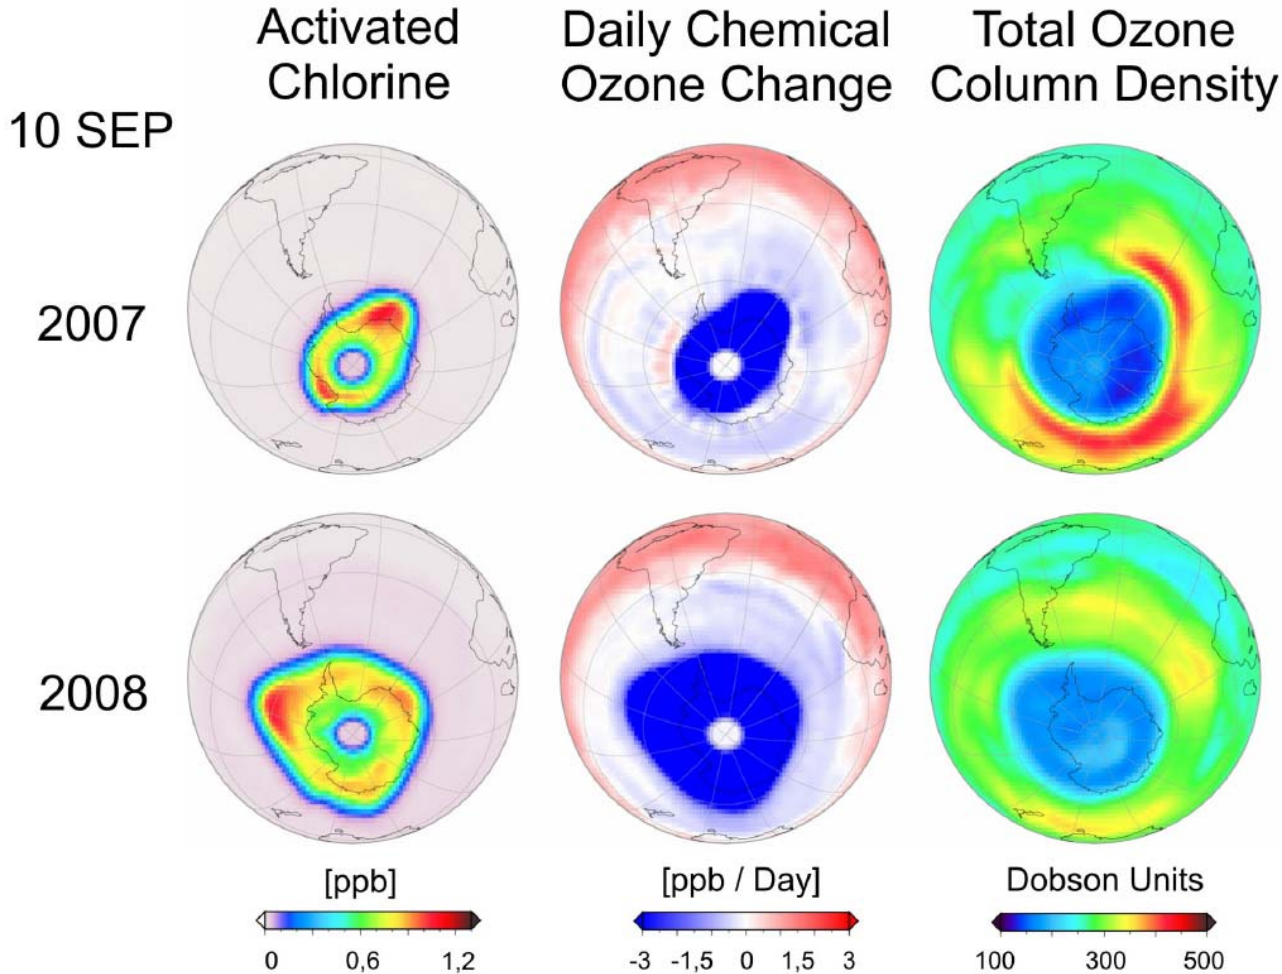 Activated
Chlorine
Daily Chemical
Ozone Change
Total Ozone
Column Density
10 SEP
2007
2008
[ppb]
0 0,6 1,2
[ppb / Day]
-3 -1,5 0 1,5 3
Dobson Units
100 300 500